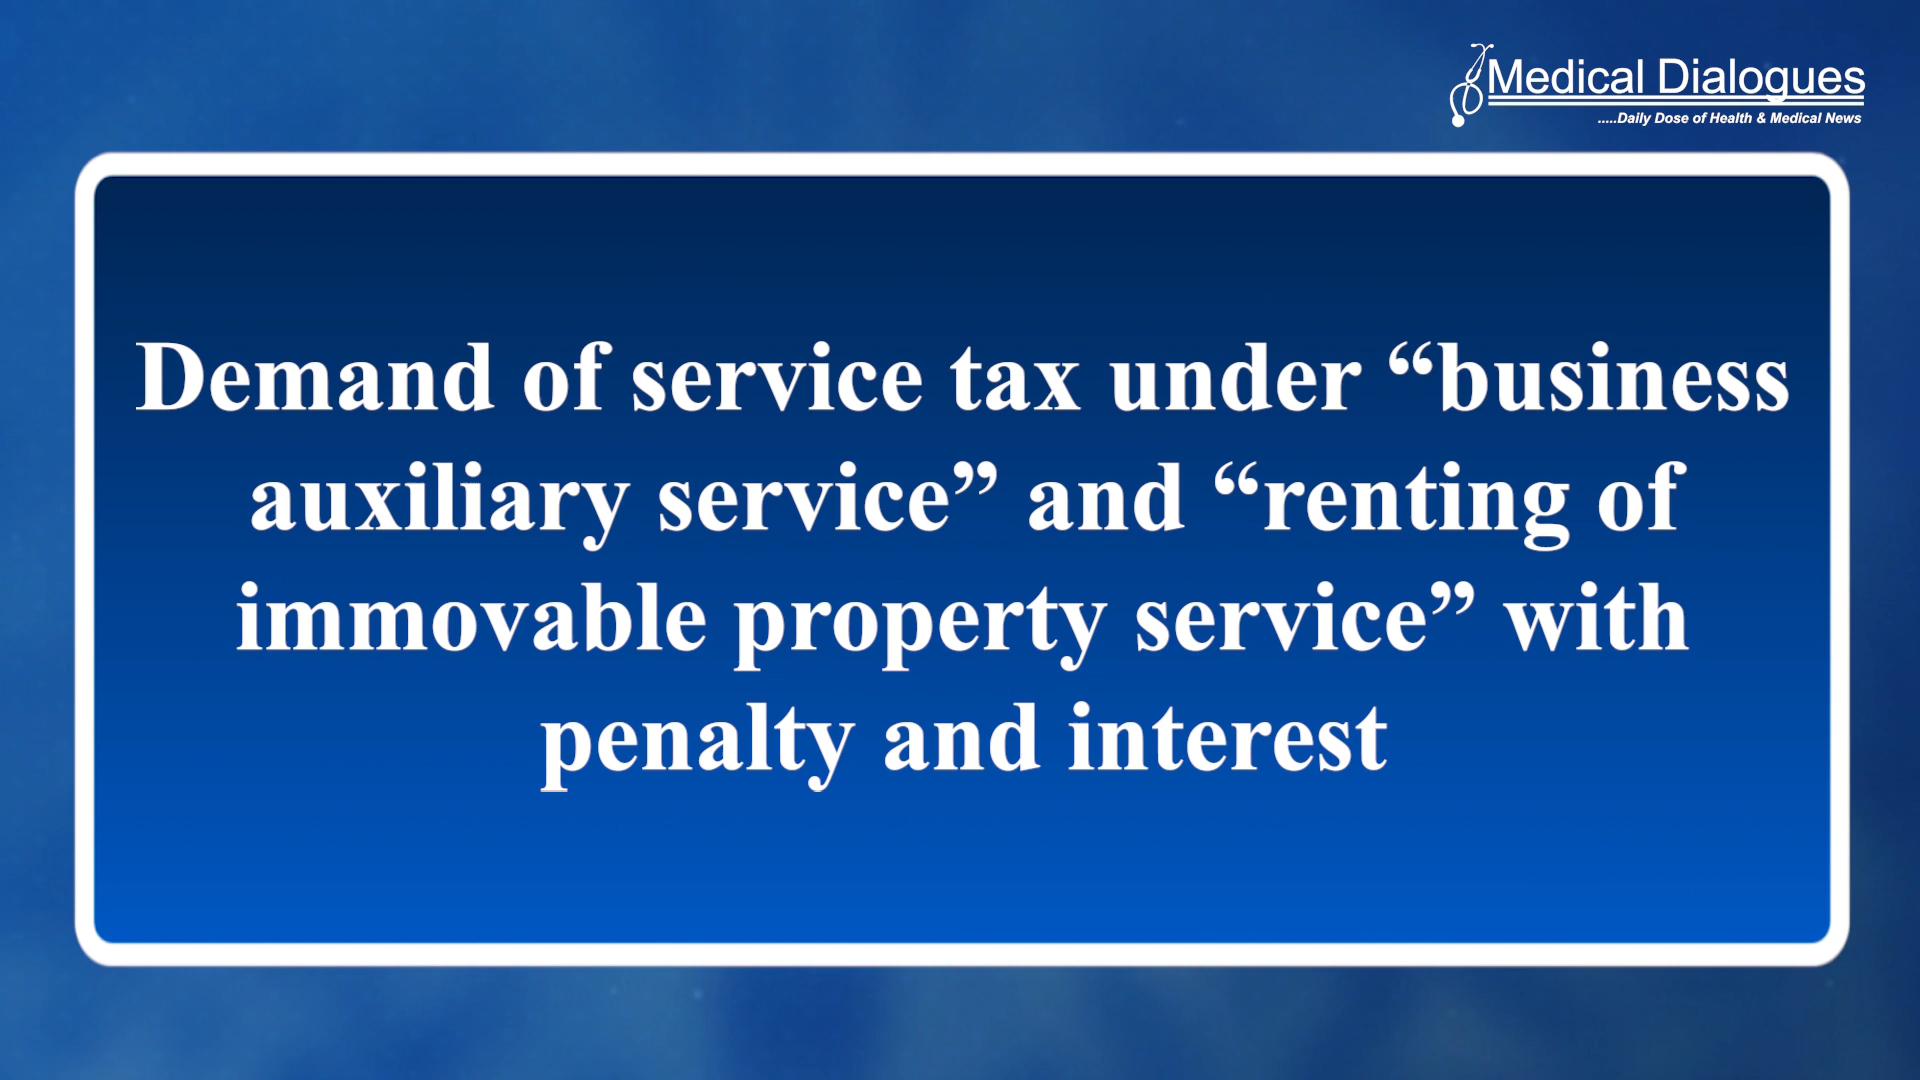 Medical Dialogues
.....Daily Dose of Health & Medical News
Demand of service tax under “business
auxiliary service” and “renting of
immovable property service” with
penalty and interest